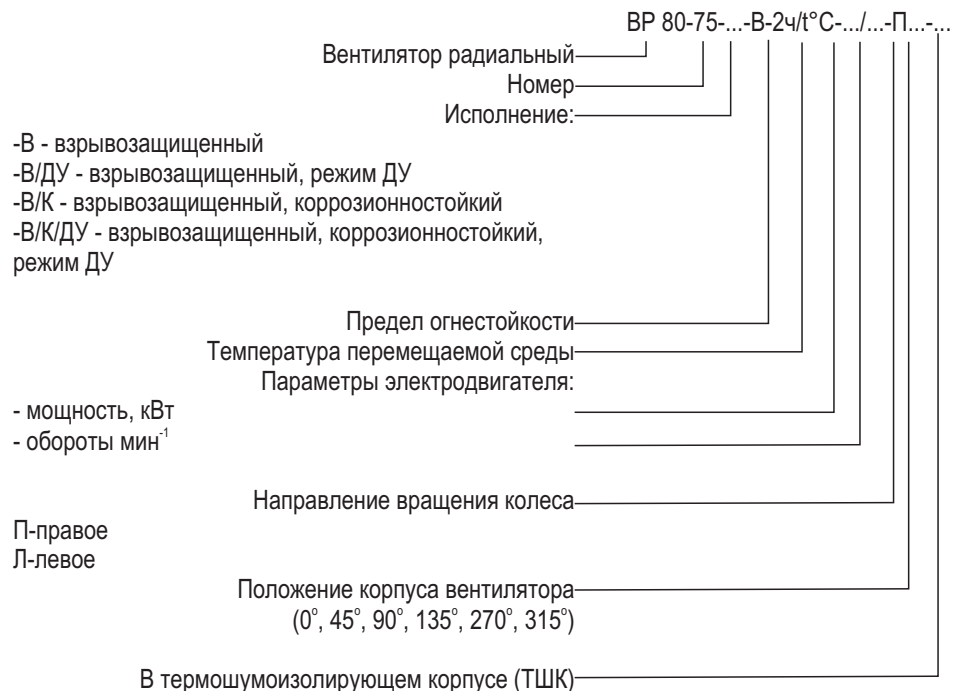 ВР 80-75-...-В-2ч/t°С-.../...-П...-...
Вентилятор радиальный
Номер
Исполнение:
-В - взрывозащищенный
-В/ДУ - взрывозащищенный, режим ДУ
-В/К - взрывозащищенный, коррозионностойкий
-В/К/ДУ - взрывозащищенный, коррозионностойкий,
режим ДУ
Предел огнестойкости
Температура перемещаемой среды
Параметры электродвигателя:
- мощность, кВт
- обороты мин⁻¹
Направление вращения колеса
П-правое
Л-левое
Положение корпуса вентилятора
(0°, 45°, 90°, 135°, 270°, 315°)
В термошумоизолирующем корпусе (ТШК)